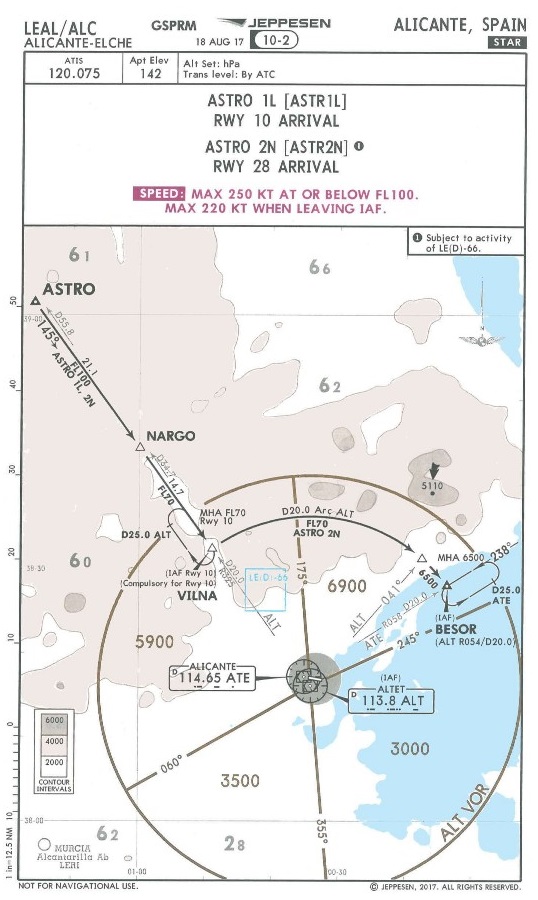 LEAL/ALC
ALICANTE-ELCHE
GSPRM
JEPPESEN
18 AUG 17
10-2
ALICANTE, SPAIN
STAR
ATIS
120.075
Apt Elev
142
Alt Set: hPa
Trans level: By ATC
ASTRO 1L [ASTR1L]
RWY 10 ARRIVAL
ASTRO 2N [ASTR2N] 1
RWY 28 ARRIVAL
SPEED: MAX 250 KT AT OR BELOW FL100.
MAX 220 KT WHEN LEAVING IAF.
1 Subject to activity
of LE(D)-66.
61
66
ASTRO
50
39-00
D55.8
145°
21.1
FL100
ASTRO 1L, 2N
40
62
NARGO
30
D34.7
14.7
FL70
5110
MHA FL70
Rwy 10
D20.0 Arc ALT
FL70
ASTRO 2N
D25.0 ALT
20
38-30
60
(IAF Rwy 10)
(Compulsory for Rwy 10)
VILNA
D20.0
R325
ALT
LE(D)-66
175°
6900
MHA 6500
238°
6500
D25.0
ATE
ALT
041°
ATE R058 D20.0
(IAF)
BESOR
(ALT R054/D20.0)
245°
10
5900
ALICANTE
D 114.65 ATE
(IAF)
ALTET
D 113.8 ALT
0
6000
4000
2000
CONTOUR
INTERVALS
060°
3500
3000
355°
ALT VOR
10
38-00
62
28
MURCIA
Alcantarilla Ab
LERI
1 in=12.5 NM
01-00
00-30
NOT FOR NAVIGATIONAL USE.
© JEPPESEN, 2017. ALL RIGHTS RESERVED.